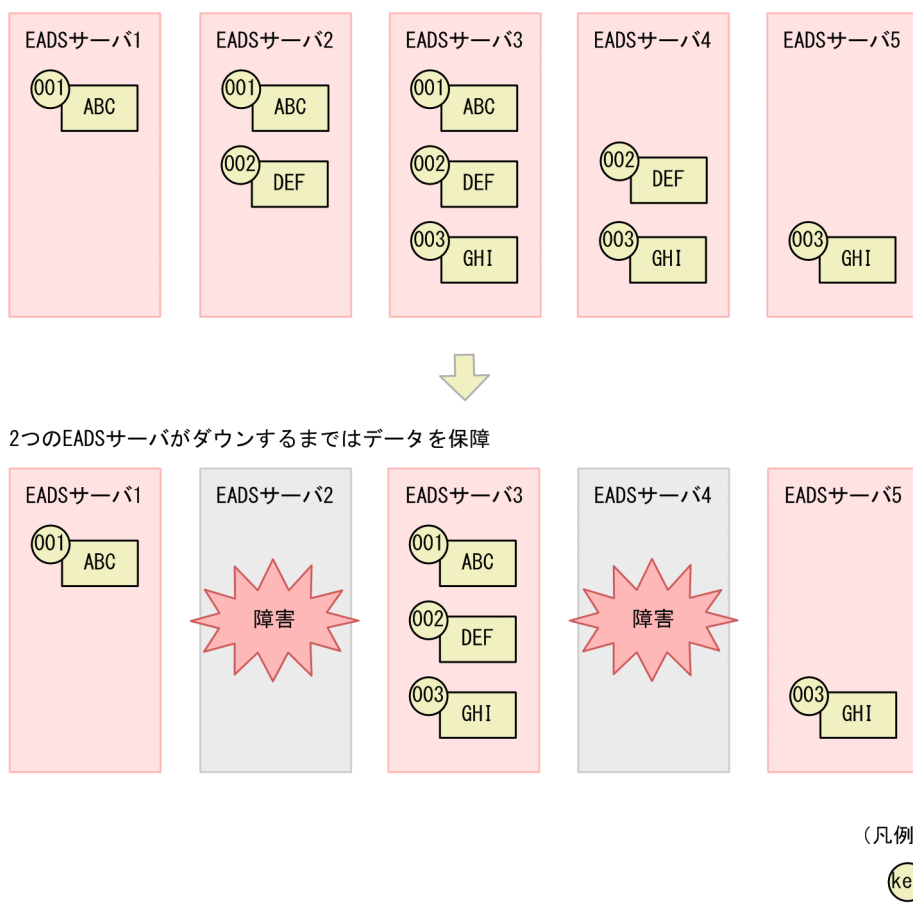 EADSサーバ1 EADSサーバ2 EADSサーバ3 EADSサーバ4 EADSサーバ5
001 ABC 001 ABC 001 ABC
002 DEF 002 DEF 002 DEF
003 GHI 003 GHI 003 GHI
2つのEADSサーバがダウンするまではデータを保障
EADSサーバ1 EADSサーバ2 EADSサーバ3 EADSサーバ4 EADSサーバ5
001 ABC 001 ABC
障害 002 DEF 障害
003 GHI 003 GHI
（凡例
ke